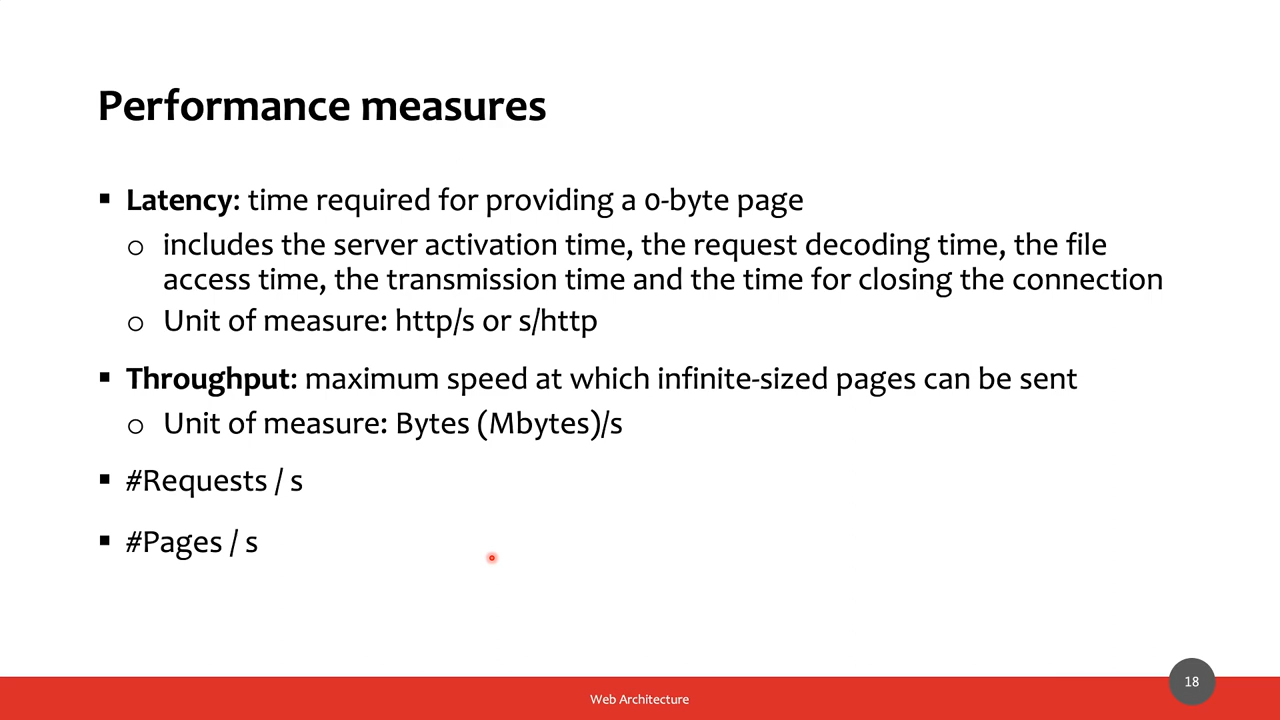 Performance measures
▪ Latency: time required for providing a 0-byte page
o includes the server activation time, the request decoding time, the file
access time, the transmission time and the time for closing the connection
o Unit of measure: http/s or s/http
▪ Throughput: maximum speed at which infinite-sized pages can be sent
o Unit of measure: Bytes (Mbytes)/s
▪ #Requests / s
▪ #Pages / s
18
Web Architecture